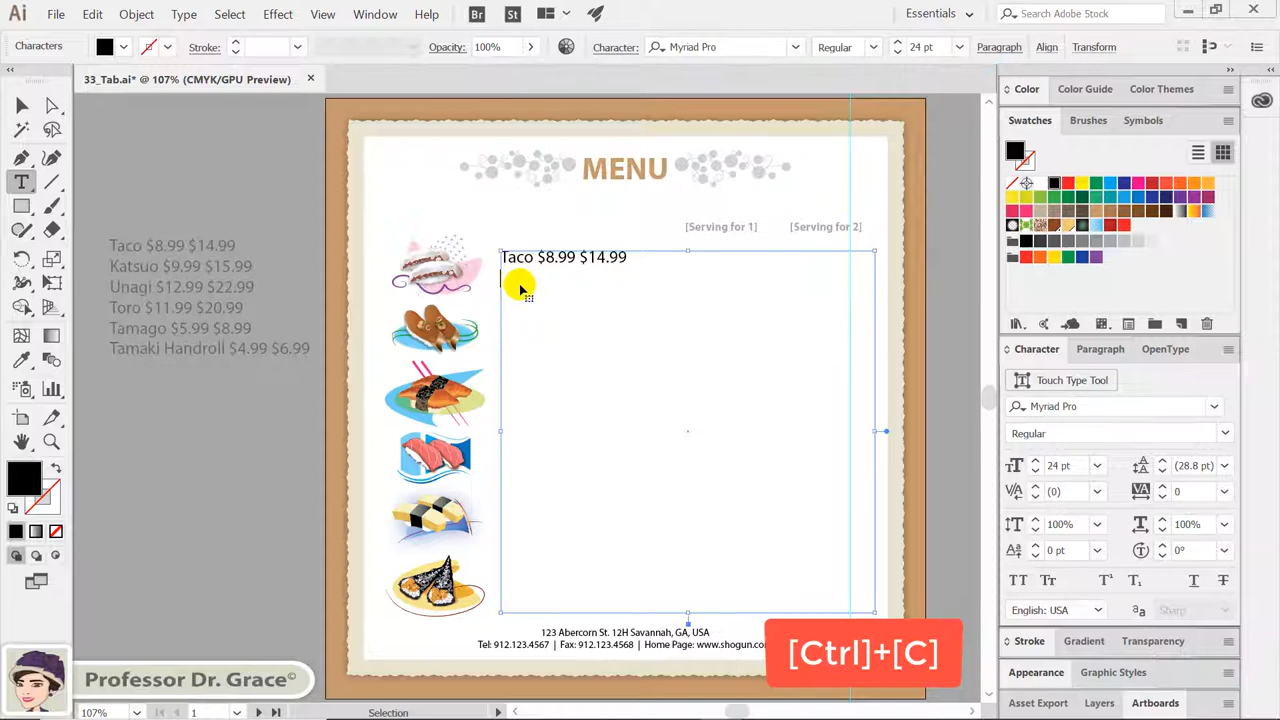 Ai File Edit Object Type Select Effect View Window Help Br St Essentials Search Adobe Stock
Characters Stroke: Opacity: 100% Character: Myriad Pro Regular 24 pt Paragraph Align Transform
33_Tab.ai* @ 107% (CMYK/GPU Preview)
Color Color Guide Color Themes
Swatches Brushes Symbols
MENU
[Serving for 1] [Serving for 2]
Taco $8.99 $14.99
Katsuo $9.99 $15.99
Unagi $12.99 $22.99
Toro $11.99 $20.99
Tamago $5.99 $8.99
Tamaki Handroll $4.99 $6.99
Taco $8.99 $14.99
Character Paragraph OpenType
Touch Type Tool
Myriad Pro
Regular
24 pt (28.8 pt)
(0) 0
100% 100%
0 pt 0°
English: USA Sharp
Stroke Gradient Transparency
Appearance Graphic Styles
Asset Export Layers Artboards
123 Abercorn St. 12H Savannah, GA, USA
Tel: 912.123.4567 | Fax: 912.123.4568 | Home Page: www.shogun.com
[Ctrl]+[C]
Professor Dr. Grace©
107% 1 Selection